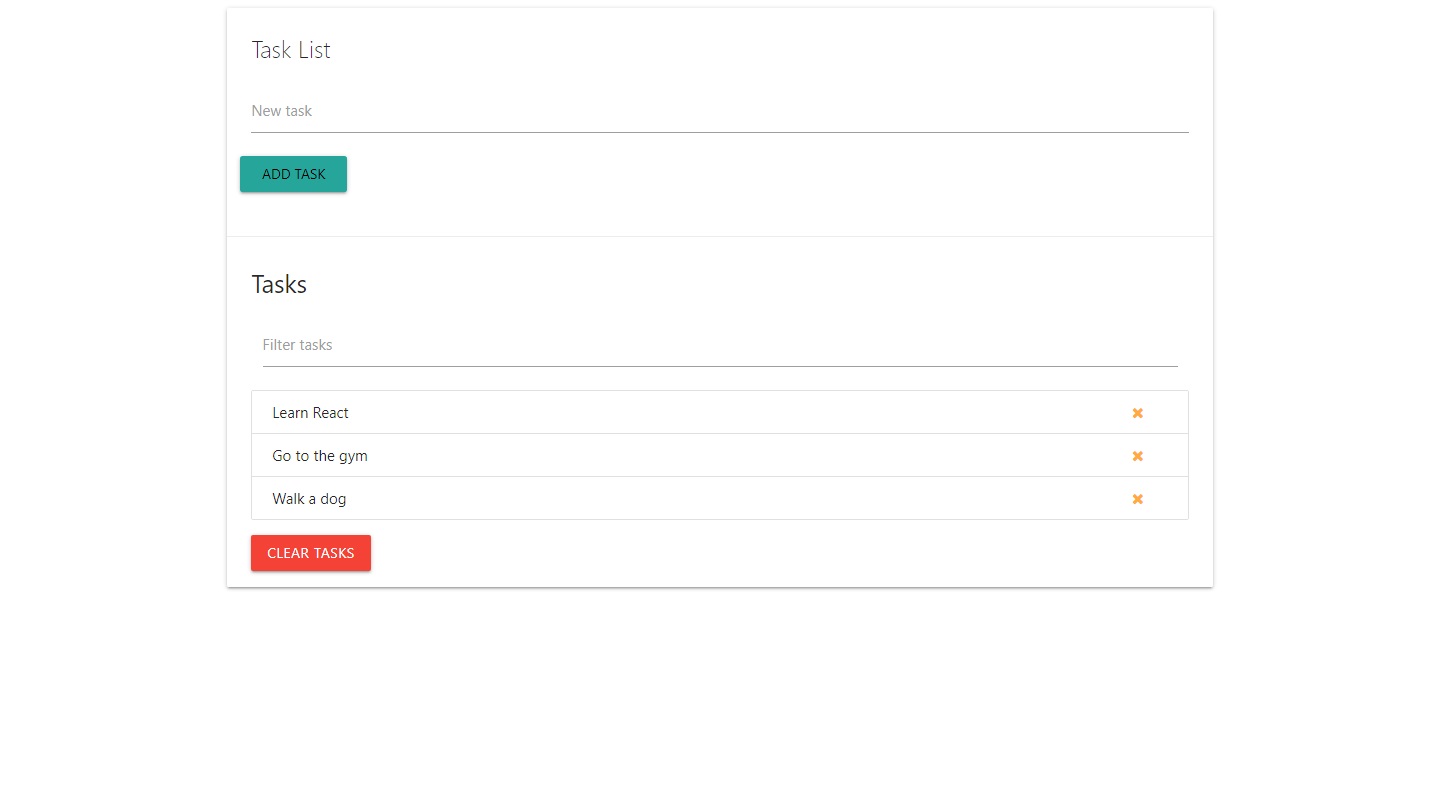 Task List
New task
ADD TASK
Tasks
Filter tasks
Learn React
Go to the gym
Walk a dog
CLEAR TASKS